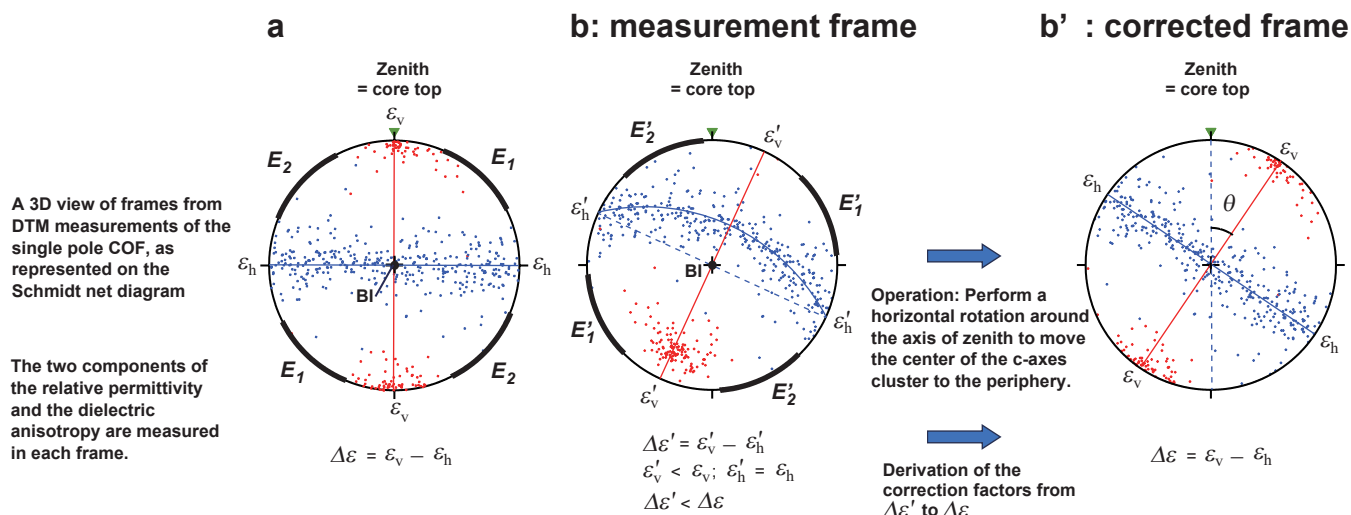 a
b: measurement frame
b' : corrected frame
Zenith
= core top
Zenith
= core top
Zenith
= core top
A 3D view of frames from
DTM measurements of the
single pole COF, as
represented on the
Schmidt net diagram
The two components of
the relative permittivity
and the dielectric
anisotropy are measured
in each frame.
εv
E2
E1
εh
εh
BI
E1
E2
εv
Δε = εv – εh
E′2
ε′v
E′1
ε′h
BI
ε′h
E′1
ε′v
E′2
Δε′ = ε′v – ε′h
ε′v < εv; ε′h = εh
Δε′ < Δε
Operation: Perform a
horizontal rotation around
the axis of zenith to move
the center of the c-axes
cluster to the periphery.
Derivation of the
correction factors from
Δε′ to Δε
εv
εh
θ
εh
εv
Δε = εv – εh